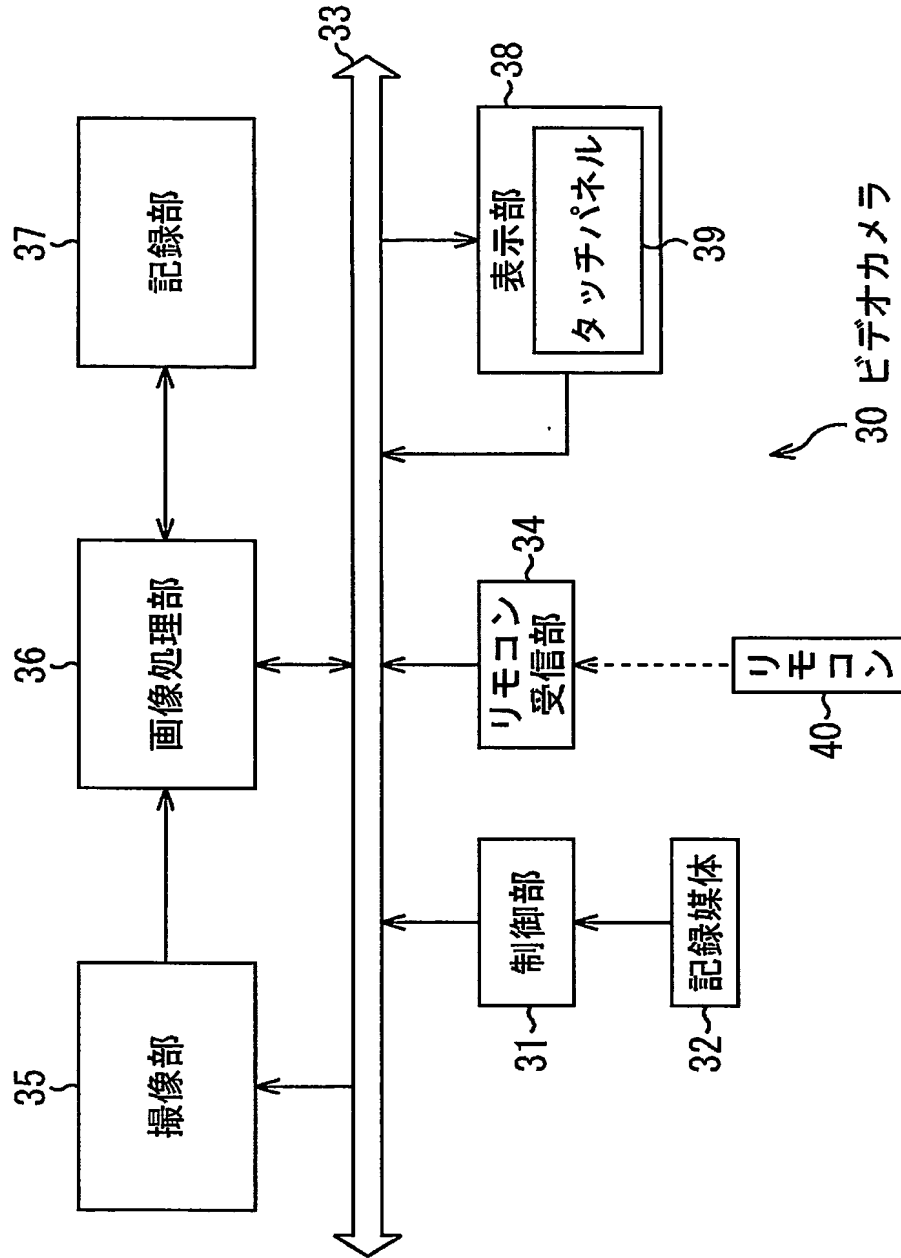 35
撮像部
36
画像処理部
37
記録部
33
31
制御部
32
記録媒体
34
リモコン
受信部
40
リモ
コン
38
表示部
タッチパネル
39
30 ビデオカメラ